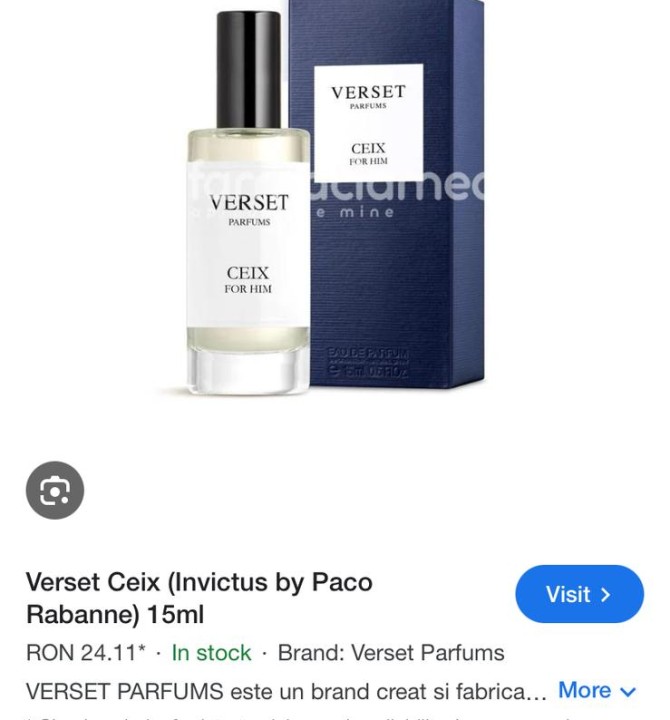 VERSET
PARFUMS
CEIX
FOR HIM
VERSET
PARFUMS
CEIX
FOR HIM
e mine
EAU DE PARFUM
Verset Ceix (Invictus by Paco
Rabanne) 15ml
Visit >
RON 24.11* · In stock · Brand: Verset Parfums
VERSET PARFUMS este un brand creat si fabrica... More